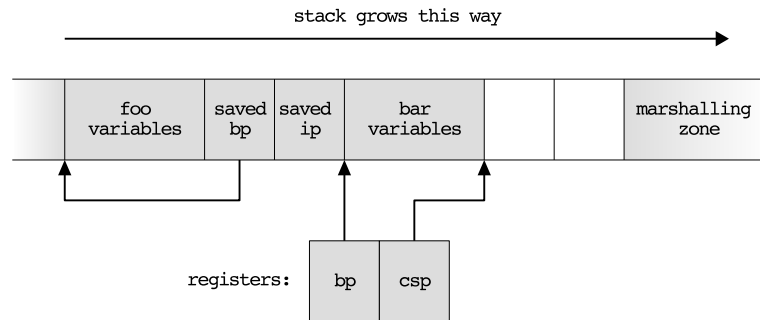 stack grows this way
foo
variables
saved
bp
saved
ip
bar
variables
marshalling
zone
registers:
bp
csp